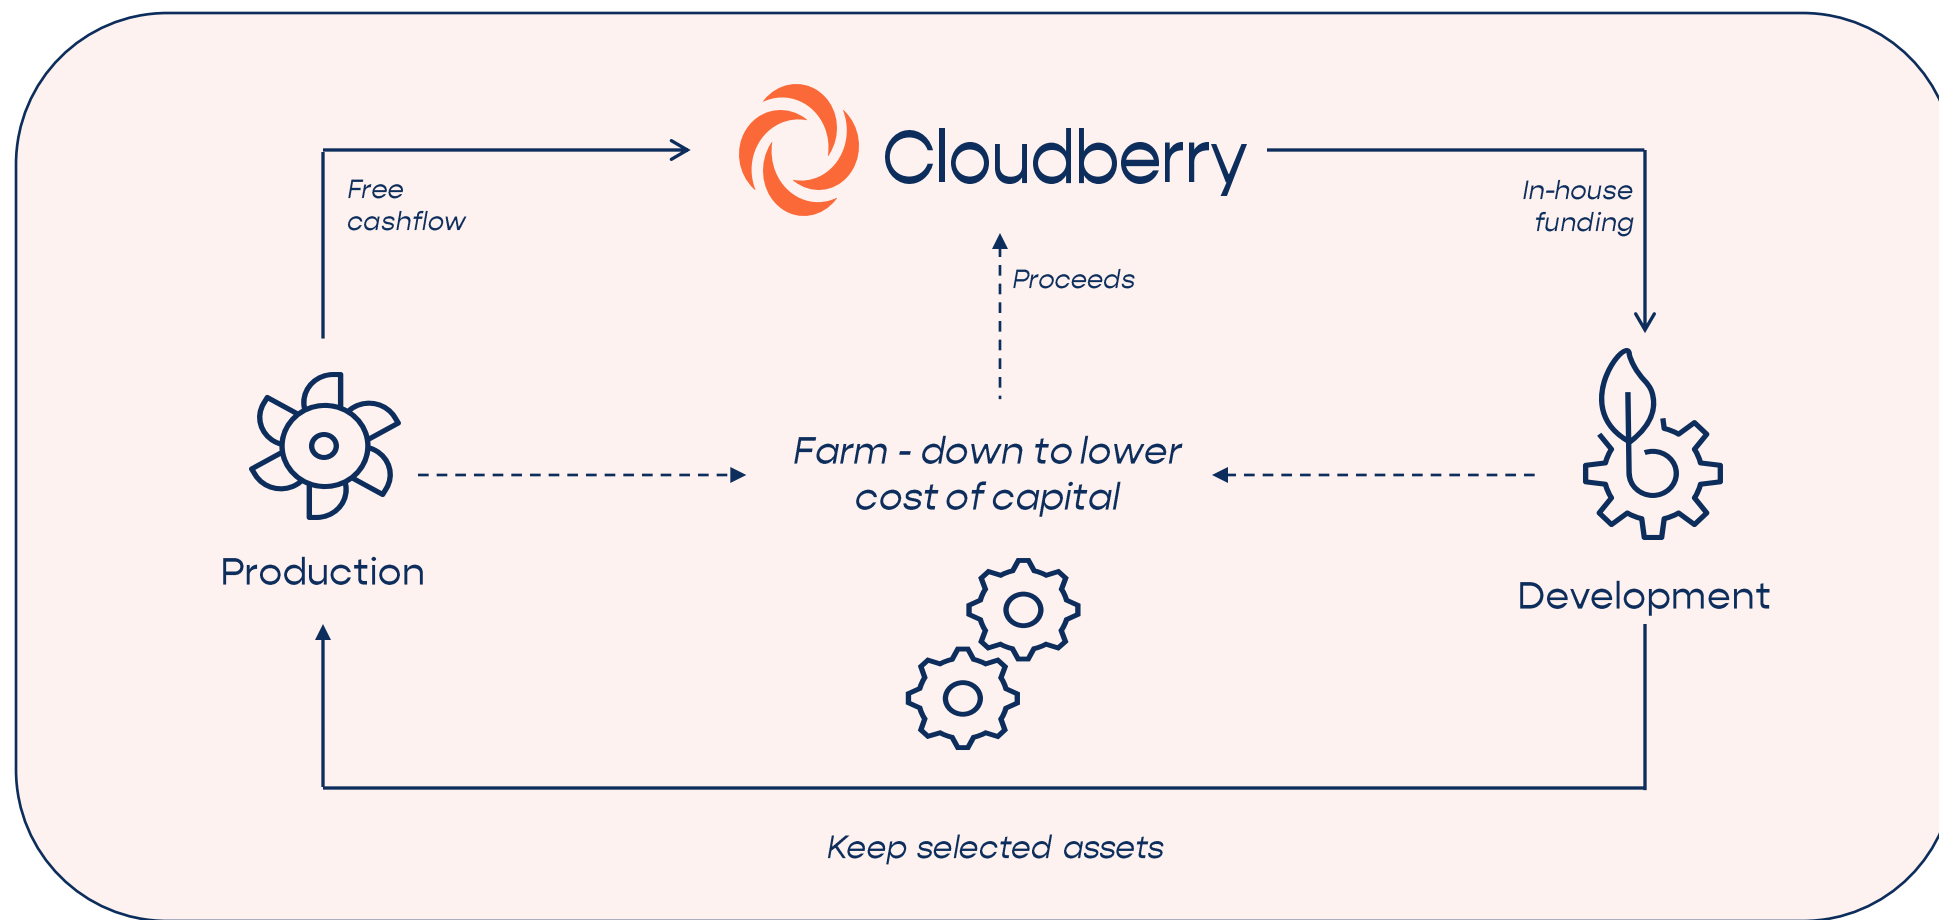 Cloudberry
Free
cashflow
In-house
funding
Proceeds
Farm - down to lower
cost of capital
Production
Development
Keep selected assets